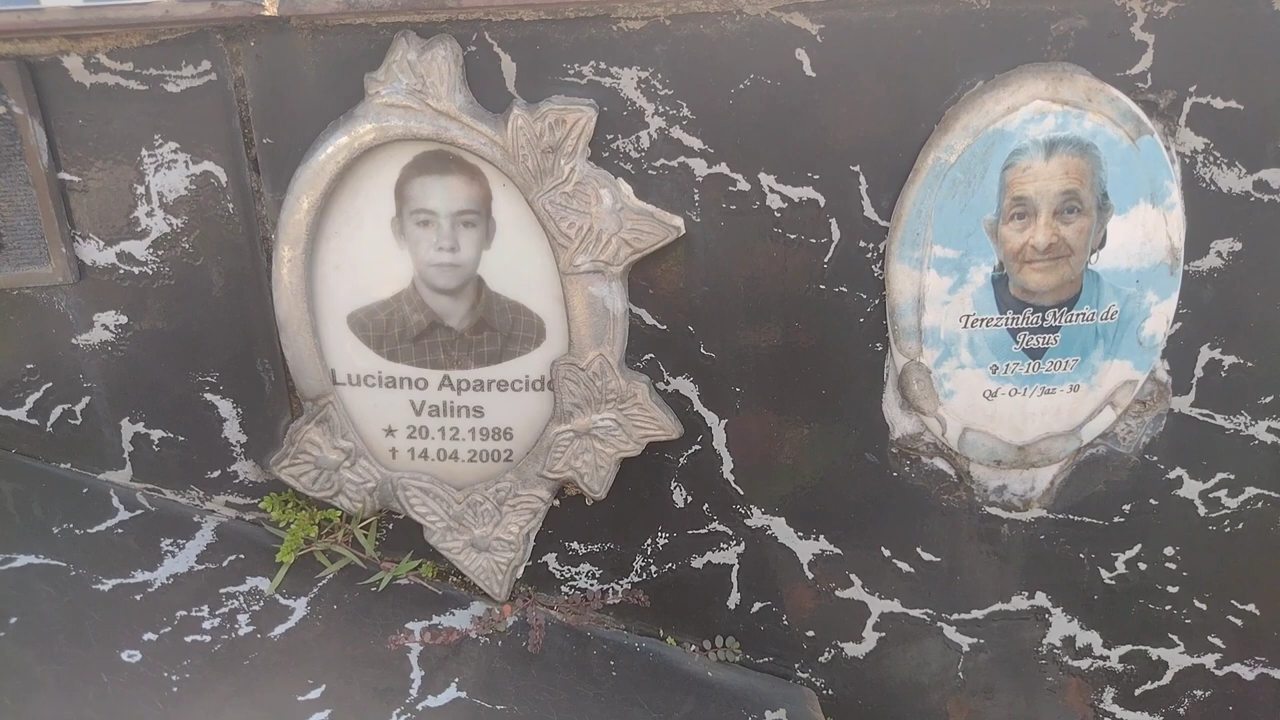 Luciano Aparecido
Valins
★ 20.12.1986
† 14.04.2002
Terezinha Maria de
Jesus
✞ 17-10-2017
Qd - O-1 / Jaz - 30